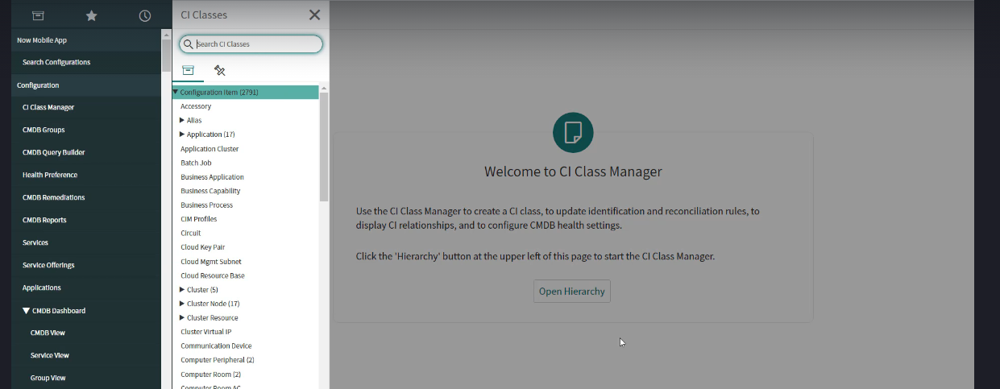 Now Mobile App
Search Configurations
Configuration
CI Class Manager
CMDB Groups
CMDB Query Builder
Health Preference
CMDB Remediations
CMDB Reports
Services
Service Offerings
Applications
CMDB Dashboard
CMDB View
Service View
Group View
CI Classes
Search CI Classes
Configuration Item (2791)
Accessory
Alias
Application (17)
Application Cluster
Batch Job
Business Application
Business Capability
Business Process
CIM Profiles
Circuit
Cloud Key Pair
Cloud Mgmt Subnet
Cloud Resource Base
Cluster (5)
Cluster Node (17)
Cluster Resource
Cluster Virtual IP
Communication Device
Computer Peripheral (2)
Computer Room (2)
Computer Room AC
Welcome to CI Class Manager
Use the CI Class Manager to create a CI class, to update identification and reconciliation rules, to
display CI relationships, and to configure CMDB health settings.
Click the 'Hierarchy' button at the upper left of this page to start the CI Class Manager.
Open Hierarchy